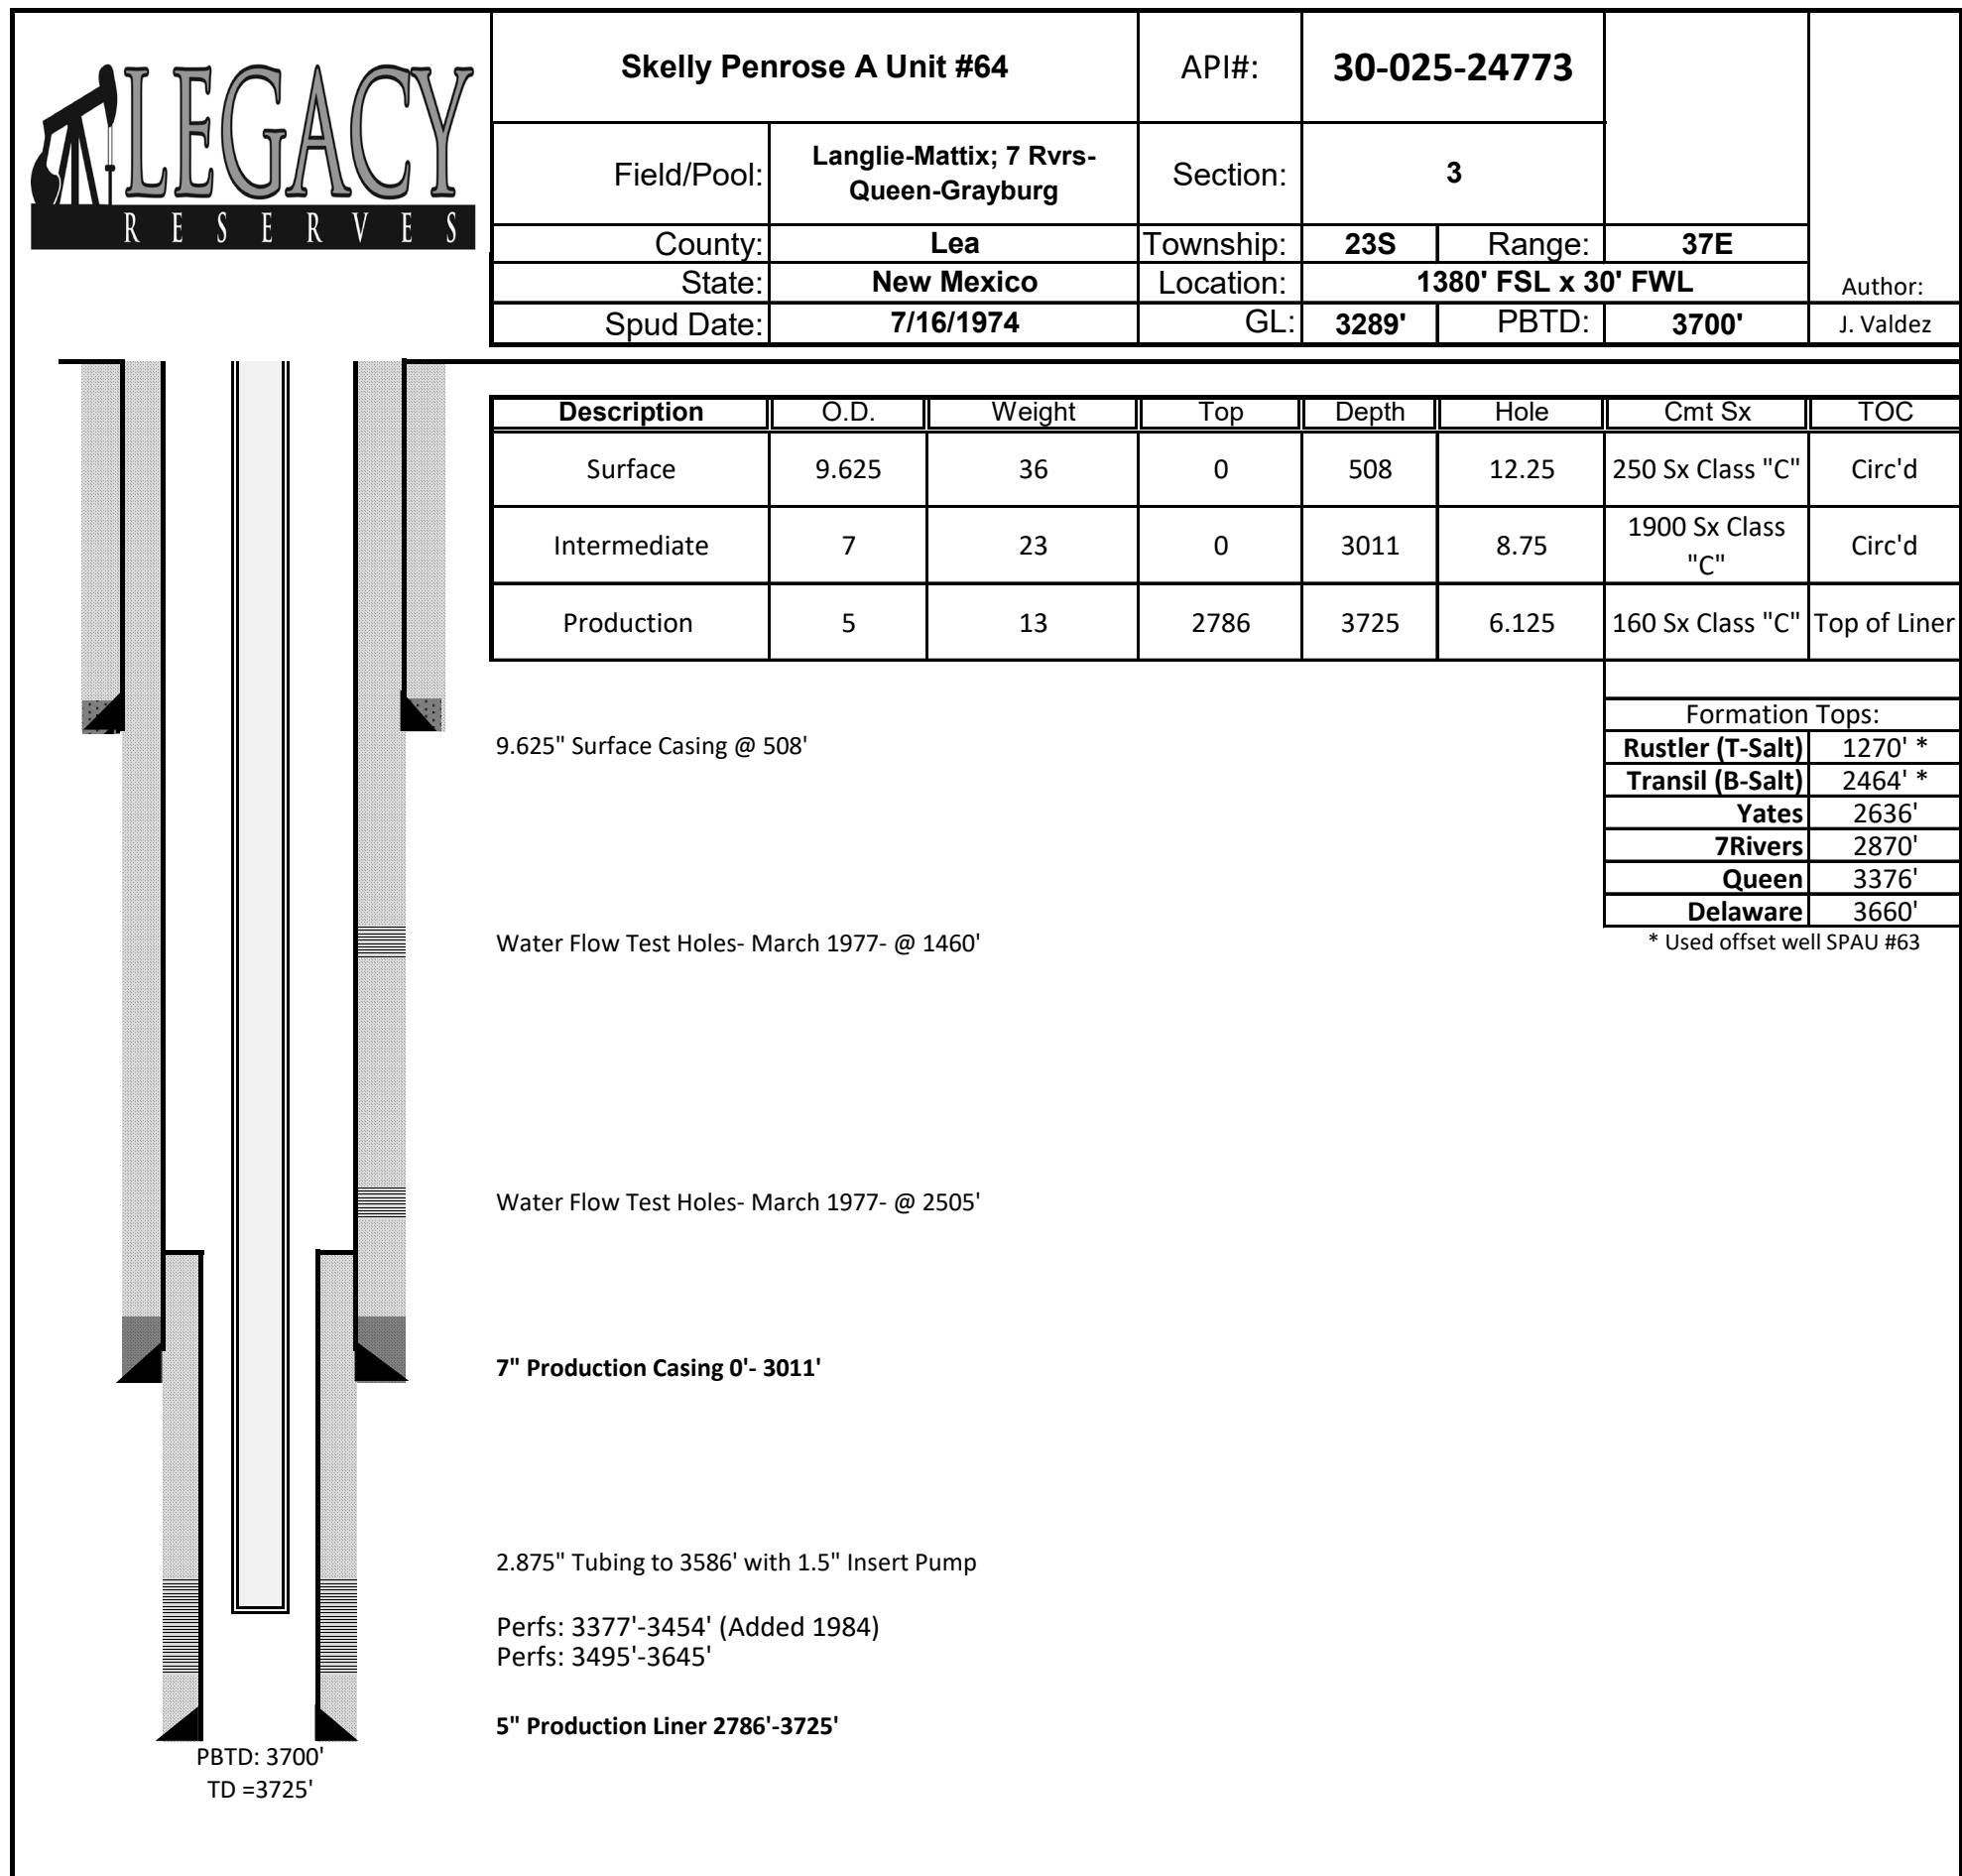 LEGACY
RESERVES
Skelly Penrose A Unit #64 API#: 30-025-24773
Field/Pool: Langlie-Mattix; 7 Rvrs-
Queen-Grayburg Section: 3
County: Lea Township: 23S Range: 37E
State: New Mexico Location: 1380' FSL x 30' FWL Author:
Spud Date: 7/16/1974 GL: 3289' PBTD: 3700' J. Valdez
Description O.D. Weight Top Depth Hole Cmt Sx TOC
Surface 9.625 36 0 508 12.25 250 Sx Class "C" Circ'd
Intermediate 7 23 0 3011 8.75 1900 Sx Class
"C" Circ'd
Production 5 13 2786 3725 6.125 160 Sx Class "C" Top of Liner
Formation Tops:
Rustler (T-Salt) 1270' *
Transil (B-Salt) 2464' *
Yates 2636'
7Rivers 2870'
Queen 3376'
Delaware 3660'
* Used offset well SPAU #63
9.625" Surface Casing @ 508'
Water Flow Test Holes- March 1977- @ 1460'
Water Flow Test Holes- March 1977- @ 2505'
7" Production Casing 0'- 3011'
2.875" Tubing to 3586' with 1.5" Insert Pump
Perfs: 3377'-3454' (Added 1984)
Perfs: 3495'-3645'
5" Production Liner 2786'-3725'
PBTD: 3700'
TD =3725'